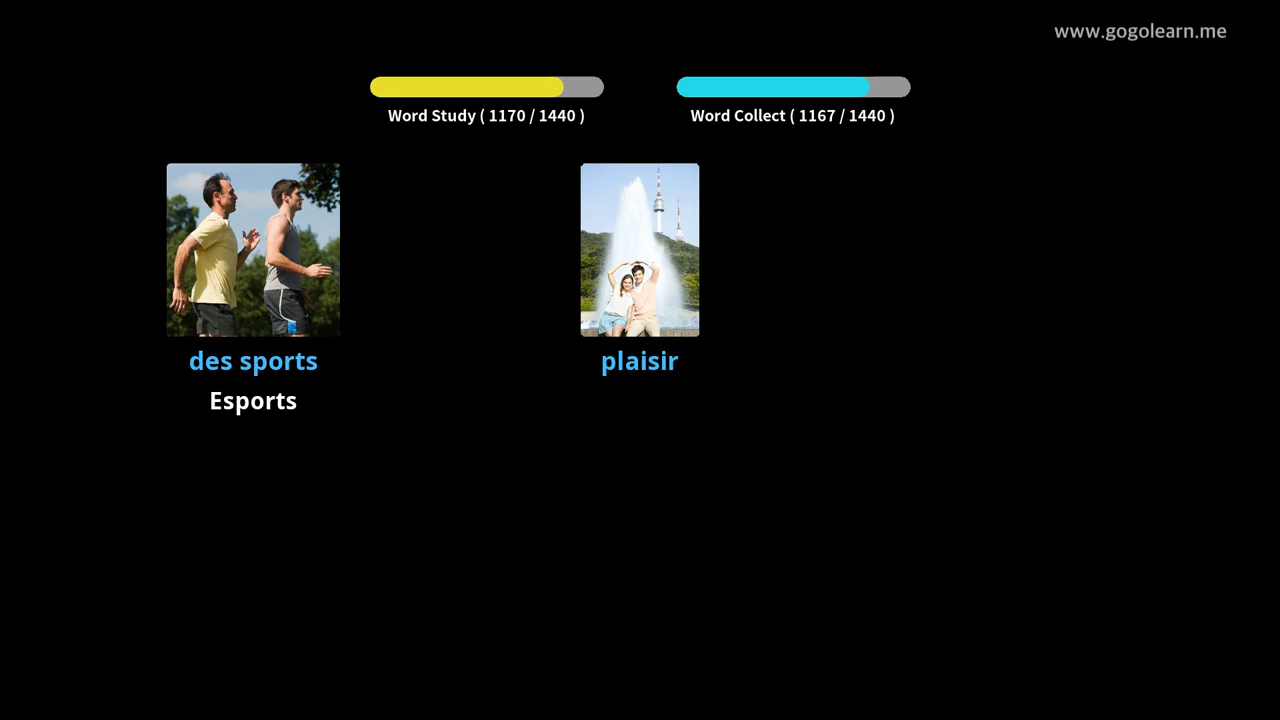 www.gogolearn.me
Word Study ( 1170 / 1440 )
Word Collect ( 1167 / 1440 )
des sports
plaisir
Esports